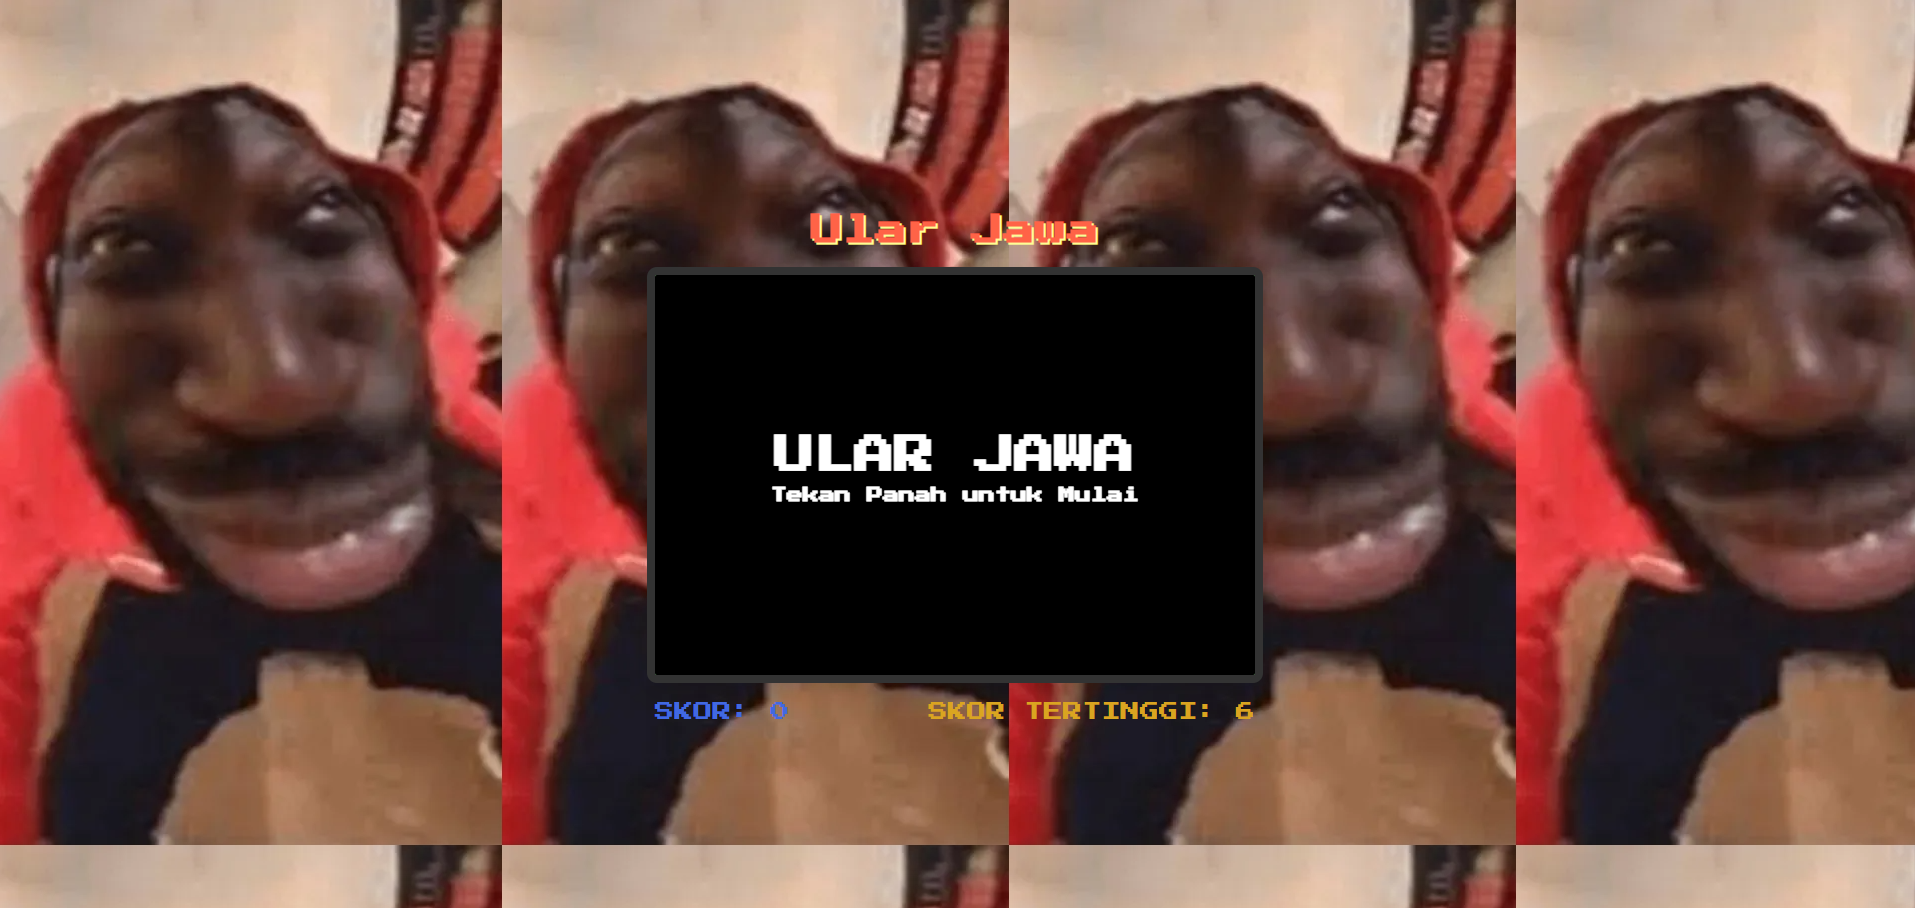 Ular Jawa
ULAR JAWA
Tekan Panah untuk Mulai
SKOR: 0
SKOR TERTINGGI: 6